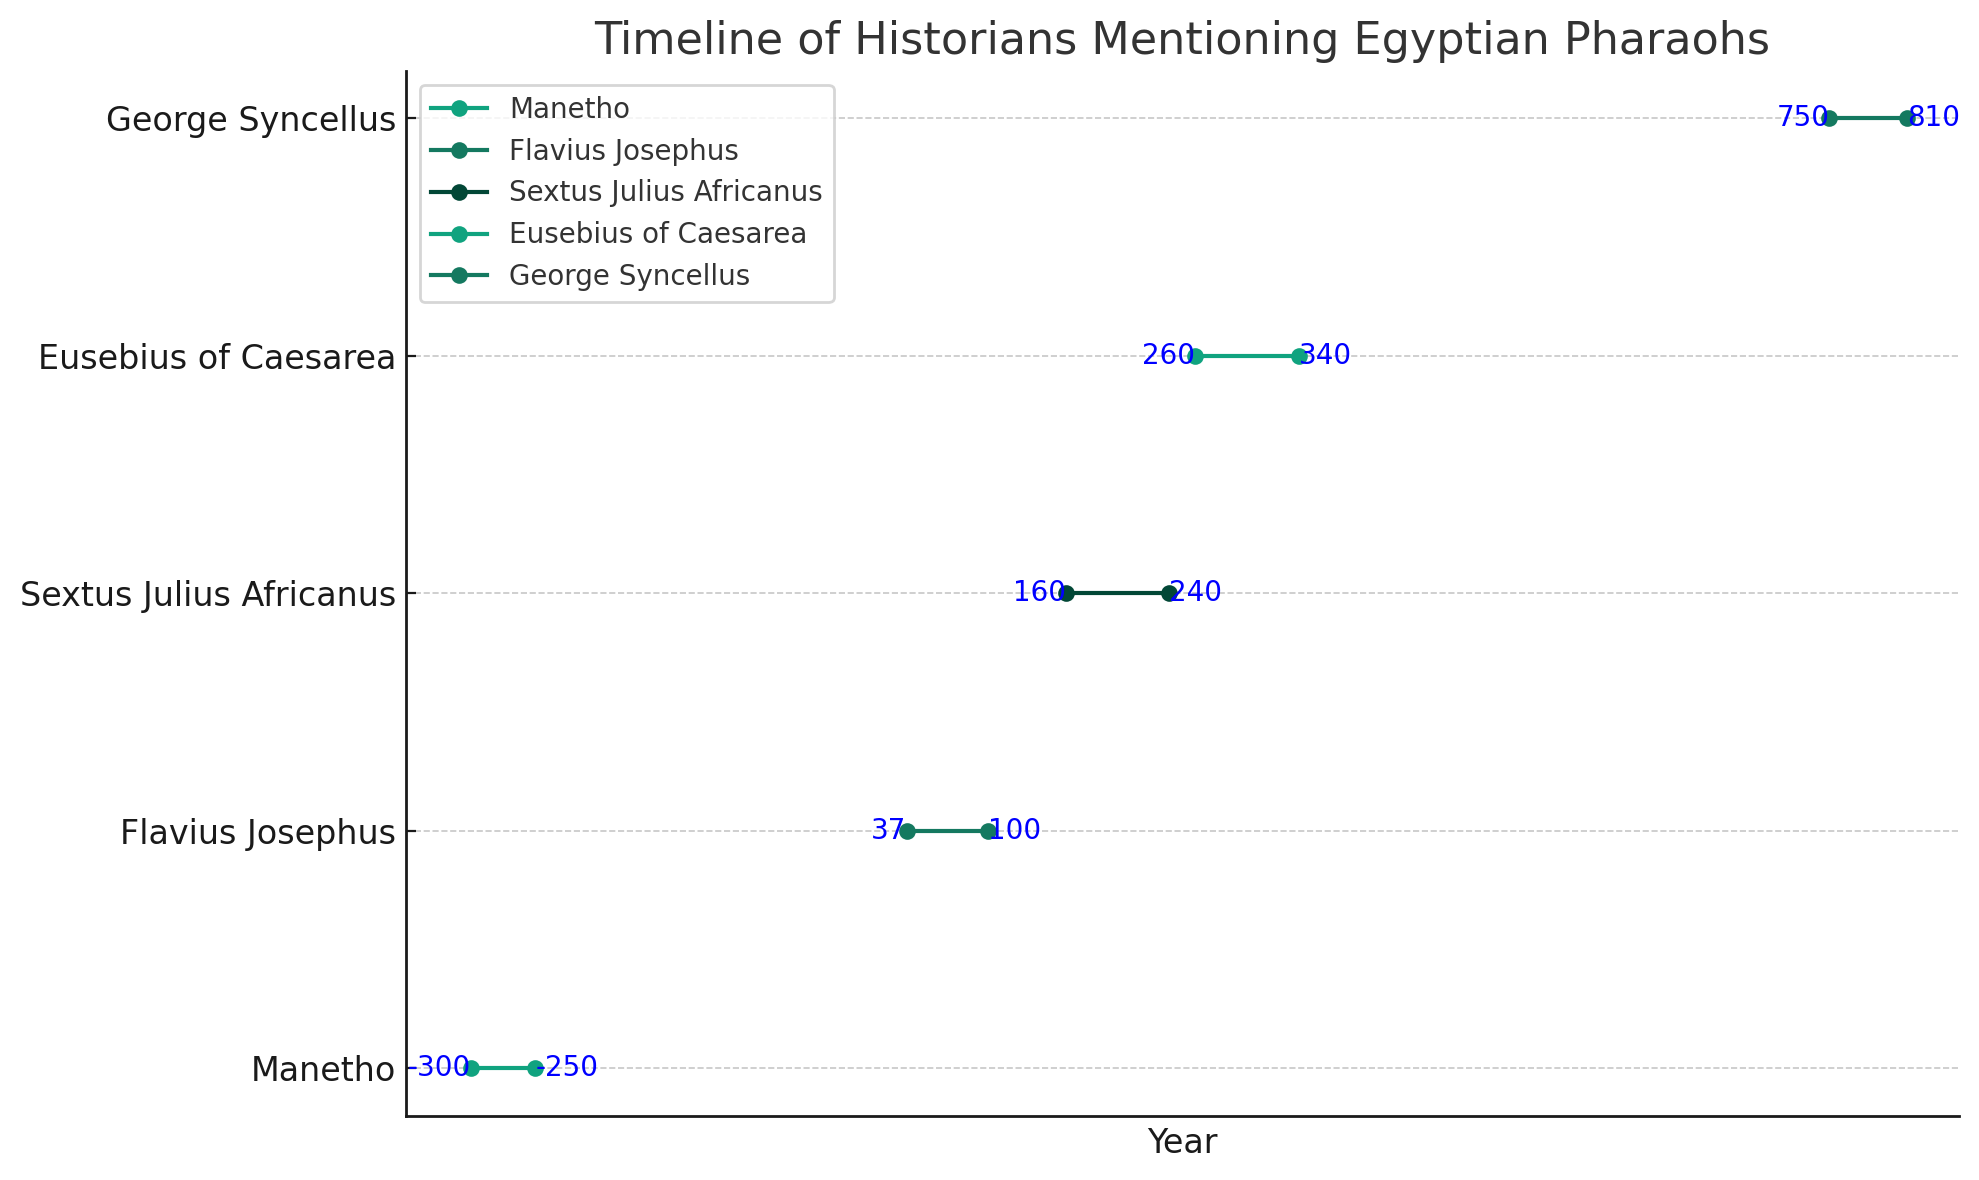 Timeline of Historians Mentioning Egyptian Pharaohs
Manetho
Flavius Josephus
Sextus Julius Africanus
Eusebius of Caesarea
George Syncellus
George Syncellus
750
810
Eusebius of Caesarea
260
340
Sextus Julius Africanus
160
240
Flavius Josephus
37
100
Manetho
-300
-250
Year